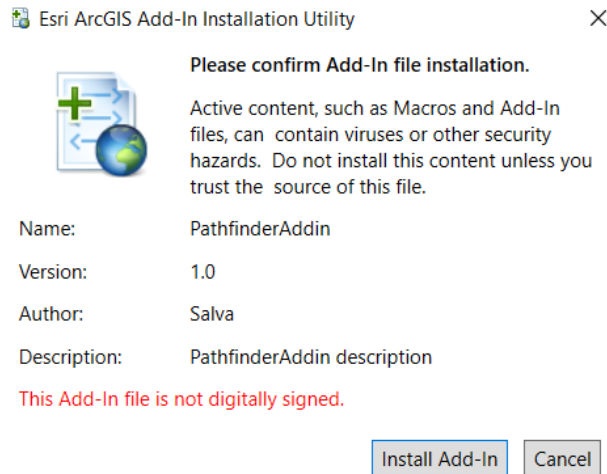 Esri ArcGIS Add-In Installation Utility
Please confirm Add-In file installation.
Active content, such as Macros and Add-In
files, can  contain viruses or other security
hazards.  Do not install this content unless you
trust the  source of this file.
Name: PathfinderAddin
Version: 1.0
Author: Salva
Description: PathfinderAddin description
This Add-In file is not digitally signed.
Install Add-In Cancel